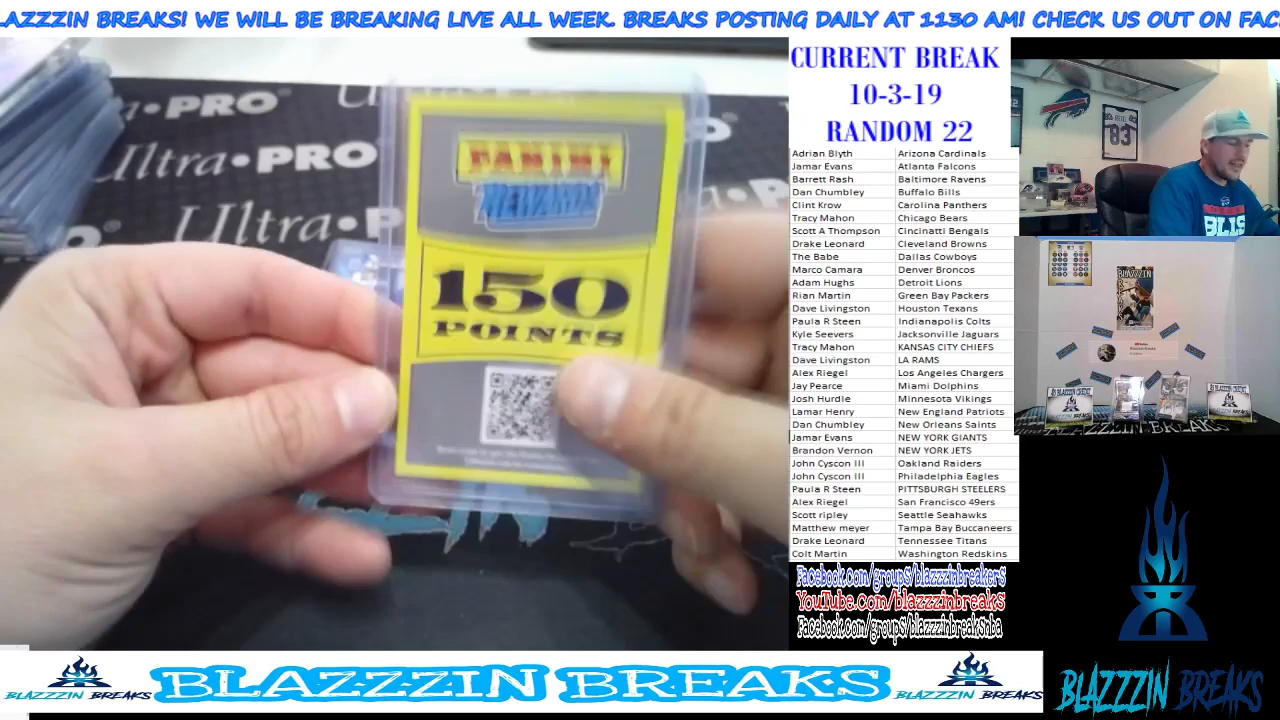 LAZZZIN BREAKS! WE WILL BE BREAKING LIVE ALL WEEK. BREAKS POSTING DAILY AT 1130 AM! CHECK US OUT ON FAC
CURRENT BREAK
10-3-19
RANDOM 22
Adrian Blyth Arizona Cardinals
Jamar Evans Atlanta Falcons
Barrett Rash Baltimore Ravens
Dan Chumbley Buffalo Bills
Clint Krow Carolina Panthers
Tracy Mahon Chicago Bears
Scott A Thompson Cincinatti Bengals
Drake Leonard Cleveland Browns
The Babe Dallas Cowboys
Marco Camara Denver Broncos
Adam Hughs Detroit Lions
Rian Martin Green Bay Packers
Dave Livingston Houston Texans
Paula R Steen Indianapolis Colts
Kyle Seevers Jacksonville Jaguars
Tracy Mahon KANSAS CITY CHIEFS
Dave Livingston LA RAMS
Alex Riegel Los Angeles Chargers
Jay Pearce Miami Dolphins
Josh Hurdle Minnesota Vikings
Lamar Henry New England Patriots
Dan Chumbley New Orleans Saints
Jamar Evans NEW YORK GIANTS
Brandon Vernon NEW YORK JETS
John Cyscon III Oakland Raiders
John Cyscon III Philadelphia Eagles
Paula R Steen PITTSBURGH STEELERS
Alex Riegel San Francisco 49ers
Scott ripley Seattle Seahawks
Matthew meyer Tampa Bay Buccaneers
Drake Leonard Tennessee Titans
Colt Martin Washington Redskins
Facebook.com/groups/blazzzinbreakers
YouTube.com/blazzzinbreaks
Facebook.com/groups/blazzzinbreaksnba
PANINI
150
POINTS
PRO
Ultra PRO
Ultra P
83
BLAZZZIN
BLAZZZIN BREAKS
BLAZZZIN BREAKS
BLAZZZIN BREAKS
BLAZZZIN BREAKS